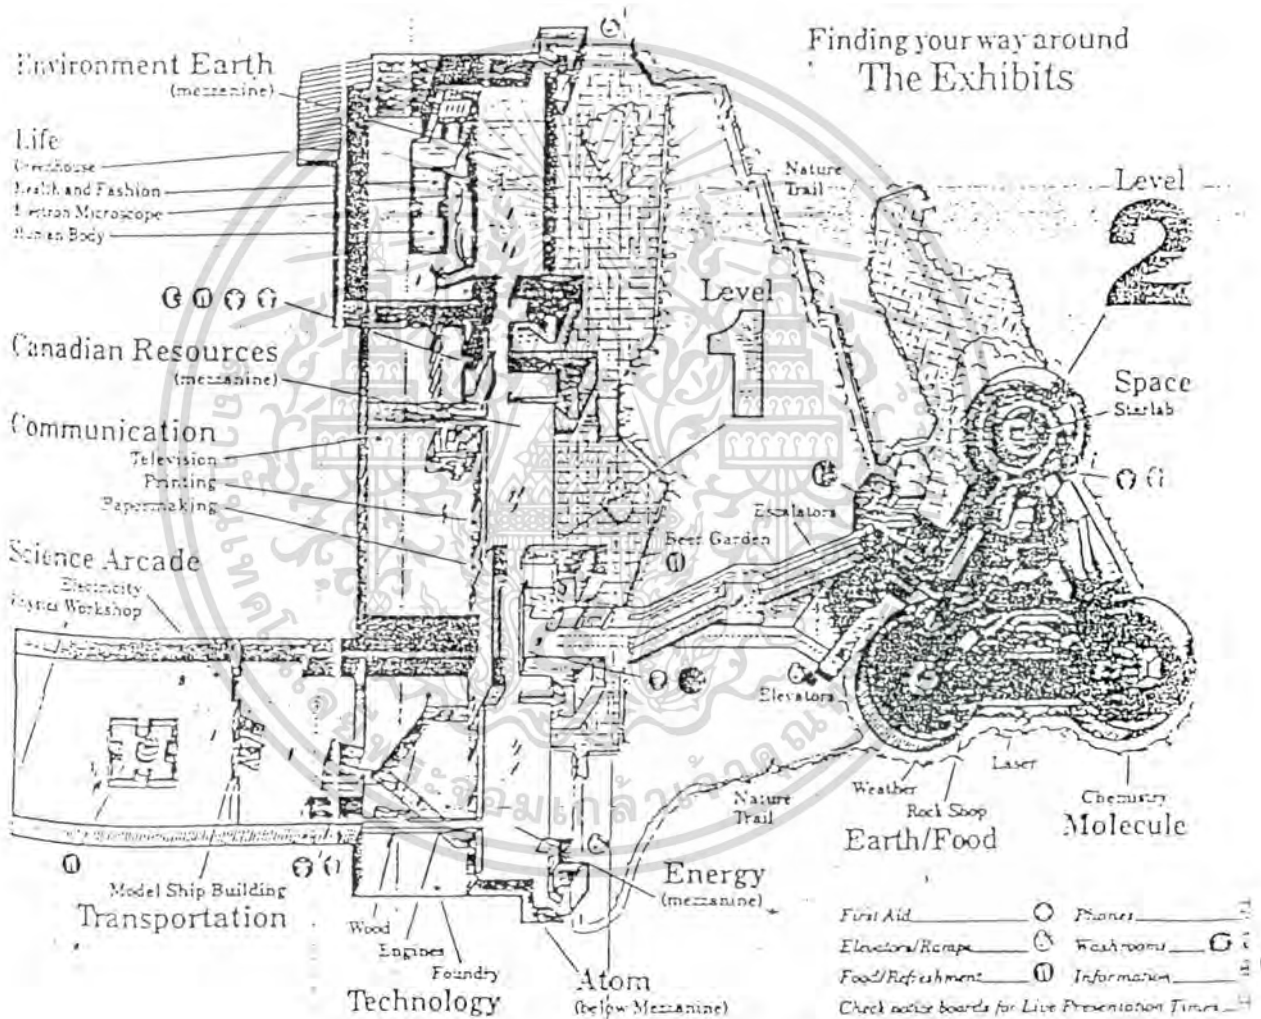 Finding your way around
The Exhibits
Environment Earth
(mezzanine)
Life
Greenhouse
Health and Fashion
Electron Microscope
Human Body
Canadian Resources
(mezzanine)
Communication
Television
Printing
Papermaking
Science Arcade
Electricity
Physics Workshop
Model Ship Building
Transportation
Wood
Engines
Foundry
Technology
Atom
(below Mezzanine)
Energy
(mezzanine)
Level
1
Nature
Trail
Level
2
Space
Starlab
Escalators
Beer Garden
Elevators
Nature
Trail
Weather
Rock Shop
Earth/Food
Laser
Chemistry
Molecule
First Aid
Phones
Elevators/Ramps
Washrooms
Food/Refreshment
Information
Check notice boards for Live Presentation Times